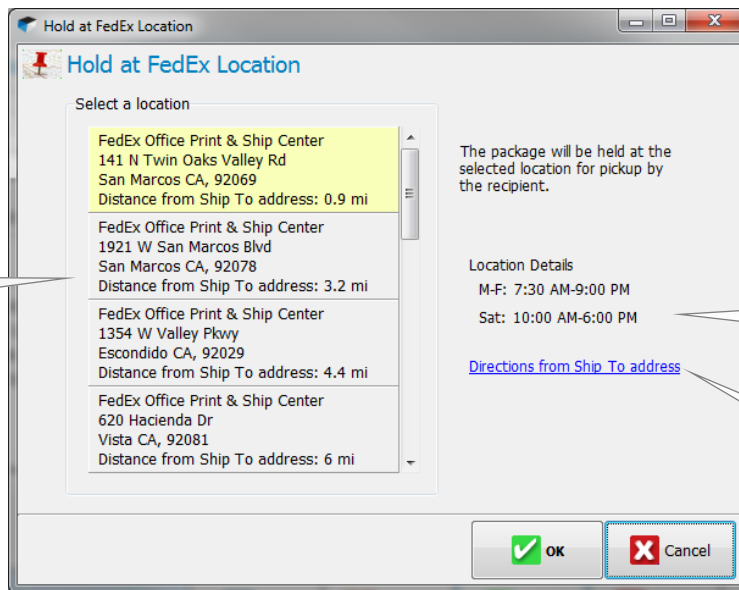 Hold at FedEx Location
Hold at FedEx Location
Select a location
FedEx Office Print & Ship Center
141 N Twin Oaks Valley Rd
San Marcos CA, 92069
Distance from Ship To address: 0.9 mi
FedEx Office Print & Ship Center
1921 W San Marcos Blvd
San Marcos CA, 92078
Distance from Ship To address: 3.2 mi
FedEx Office Print & Ship Center
1354 W Valley Pkwy
Escondido CA, 92029
Distance from Ship To address: 4.4 mi
FedEx Office Print & Ship Center
620 Hacienda Dr
Vista CA, 92081
Distance from Ship To address: 6 mi
The package will be held at the
selected location for pickup by
the recipient.
Location Details
M-F: 7:30 AM-9:00 PM
Sat: 10:00 AM-6:00 PM
Directions from Ship To address
OK
Cancel